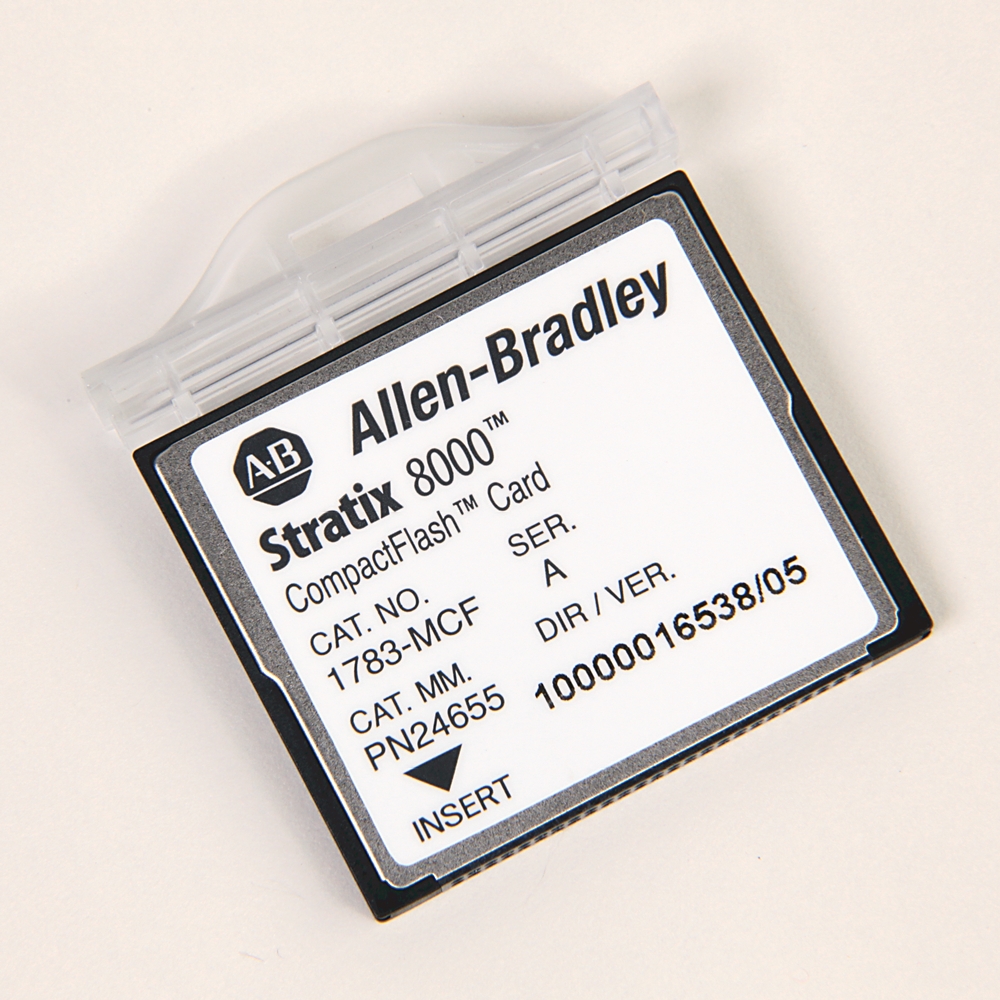 A·B Allen-Bradley
Stratix 8000™
CompactFlash™ Card
CAT. NO. SER.
1783-MCF A
CAT. MM. DIR / VER.
PN24655 10000016538/05
INSERT